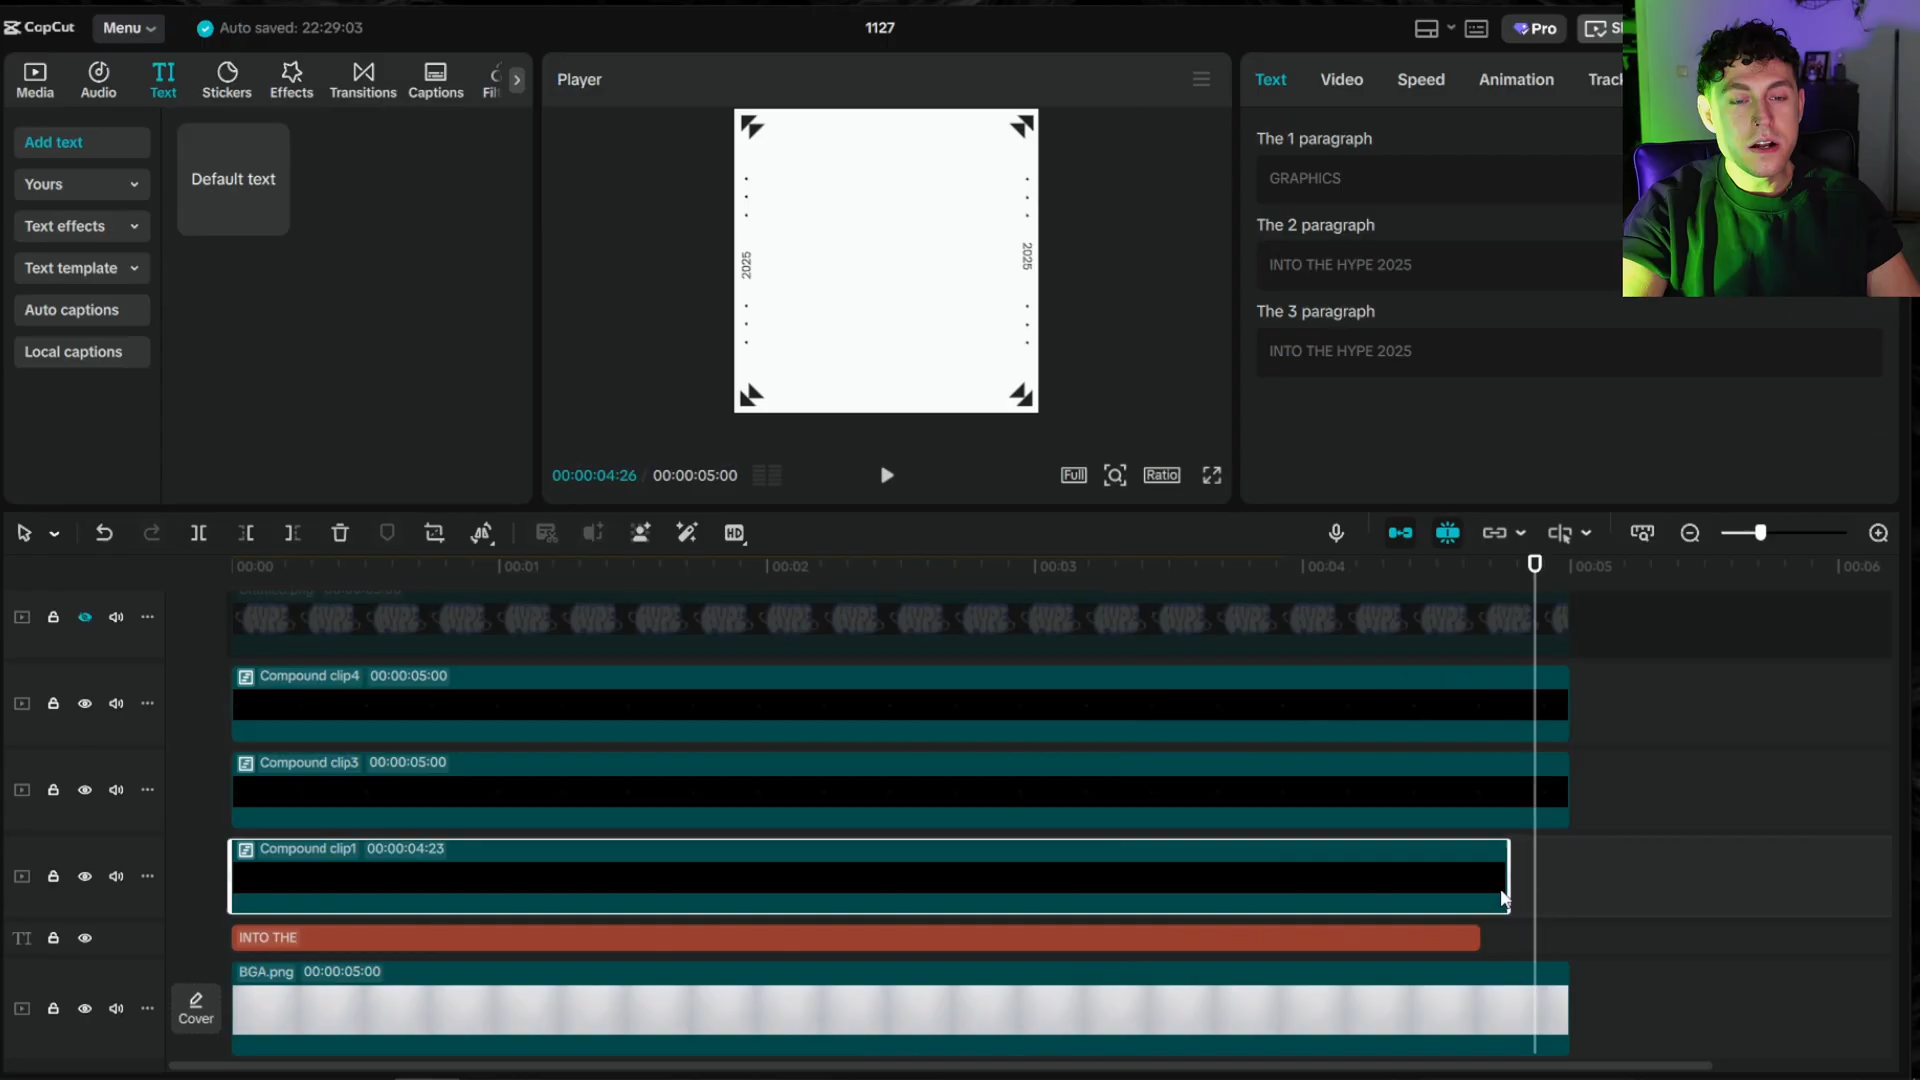 CapCut
Menu
Auto saved: 22:29:03
1127
Pro
Media
Audio
TI
Text
Stickers
Effects
Transitions
Captions
Player
Text
Video
Speed
Animation
Add text
Yours
Text effects
Text template
Auto captions
Local captions
Default text
2025
2025
00:00:04:26 / 00:00:05:00
Full
Ratio
The 1 paragraph
GRAPHICS
The 2 paragraph
INTO THE HYPE 2025
The 3 paragraph
INTO THE HYPE 2025
HD
00:00
00:01
00:02
00:03
00:04
00:05
00:06
Compound clip4 00:00:05:00
Compound clip3 00:00:05:00
Compound clip1 00:00:04:23
TI
INTO THE
BGA.png 00:00:05:00
Cover